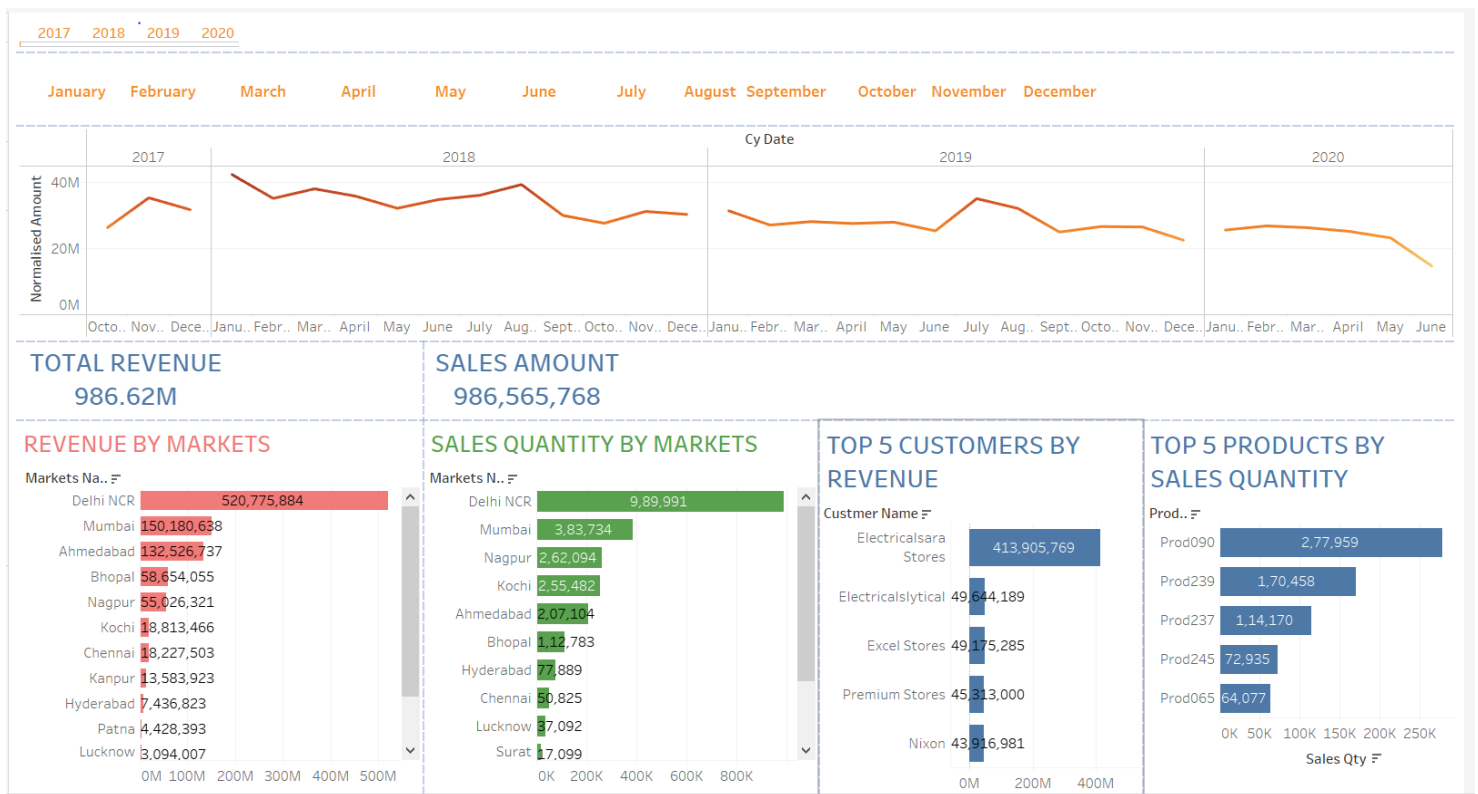 2017 2018 2019 2020
January February March April May June July August September October November December
Cy Date
2017 2018 2019 2020
Normalised Amount
40M
20M
0M
Octo.. Nov.. Dece.. Janu.. Febr.. Mar.. April May June July Aug.. Sept.. Octo.. Nov.. Dece.. Janu.. Febr.. Mar.. April May June July Aug.. Sept.. Octo.. Nov.. Dece.. Janu.. Febr.. Mar.. April May June
TOTAL REVENUE
986.62M
SALES AMOUNT
986,565,768
REVENUE BY MARKETS
Markets Na..
Delhi NCR 520,775,884
Mumbai 150,180,638
Ahmedabad 132,526,737
Bhopal 58,654,055
Nagpur 55,026,321
Kochi 18,813,466
Chennai 18,227,503
Kanpur 13,583,923
Hyderabad 7,436,823
Patna 4,428,393
Lucknow 3,094,007
0M 100M 200M 300M 400M 500M
SALES QUANTITY BY MARKETS
Markets N..
Delhi NCR 9,89,991
Mumbai 3,83,734
Nagpur 2,62,094
Kochi 2,55,482
Ahmedabad 2,07,104
Bhopal 1,12,783
Hyderabad 77,889
Chennai 50,825
Lucknow 37,092
Surat 17,099
0K 200K 400K 600K 800K
TOP 5 CUSTOMERS BY
REVENUE
Custmer Name
Electricalsara
Stores
413,905,769
Electricalslytical 49,644,189
Excel Stores 49,175,285
Premium Stores 45,313,000
Nixon 43,916,981
0M 200M 400M
TOP 5 PRODUCTS BY
SALES QUANTITY
Prod..
Prod090 2,77,959
Prod239 1,70,458
Prod237 1,14,170
Prod245 72,935
Prod065 64,077
0K 50K 100K 150K 200K 250K
Sales Qty